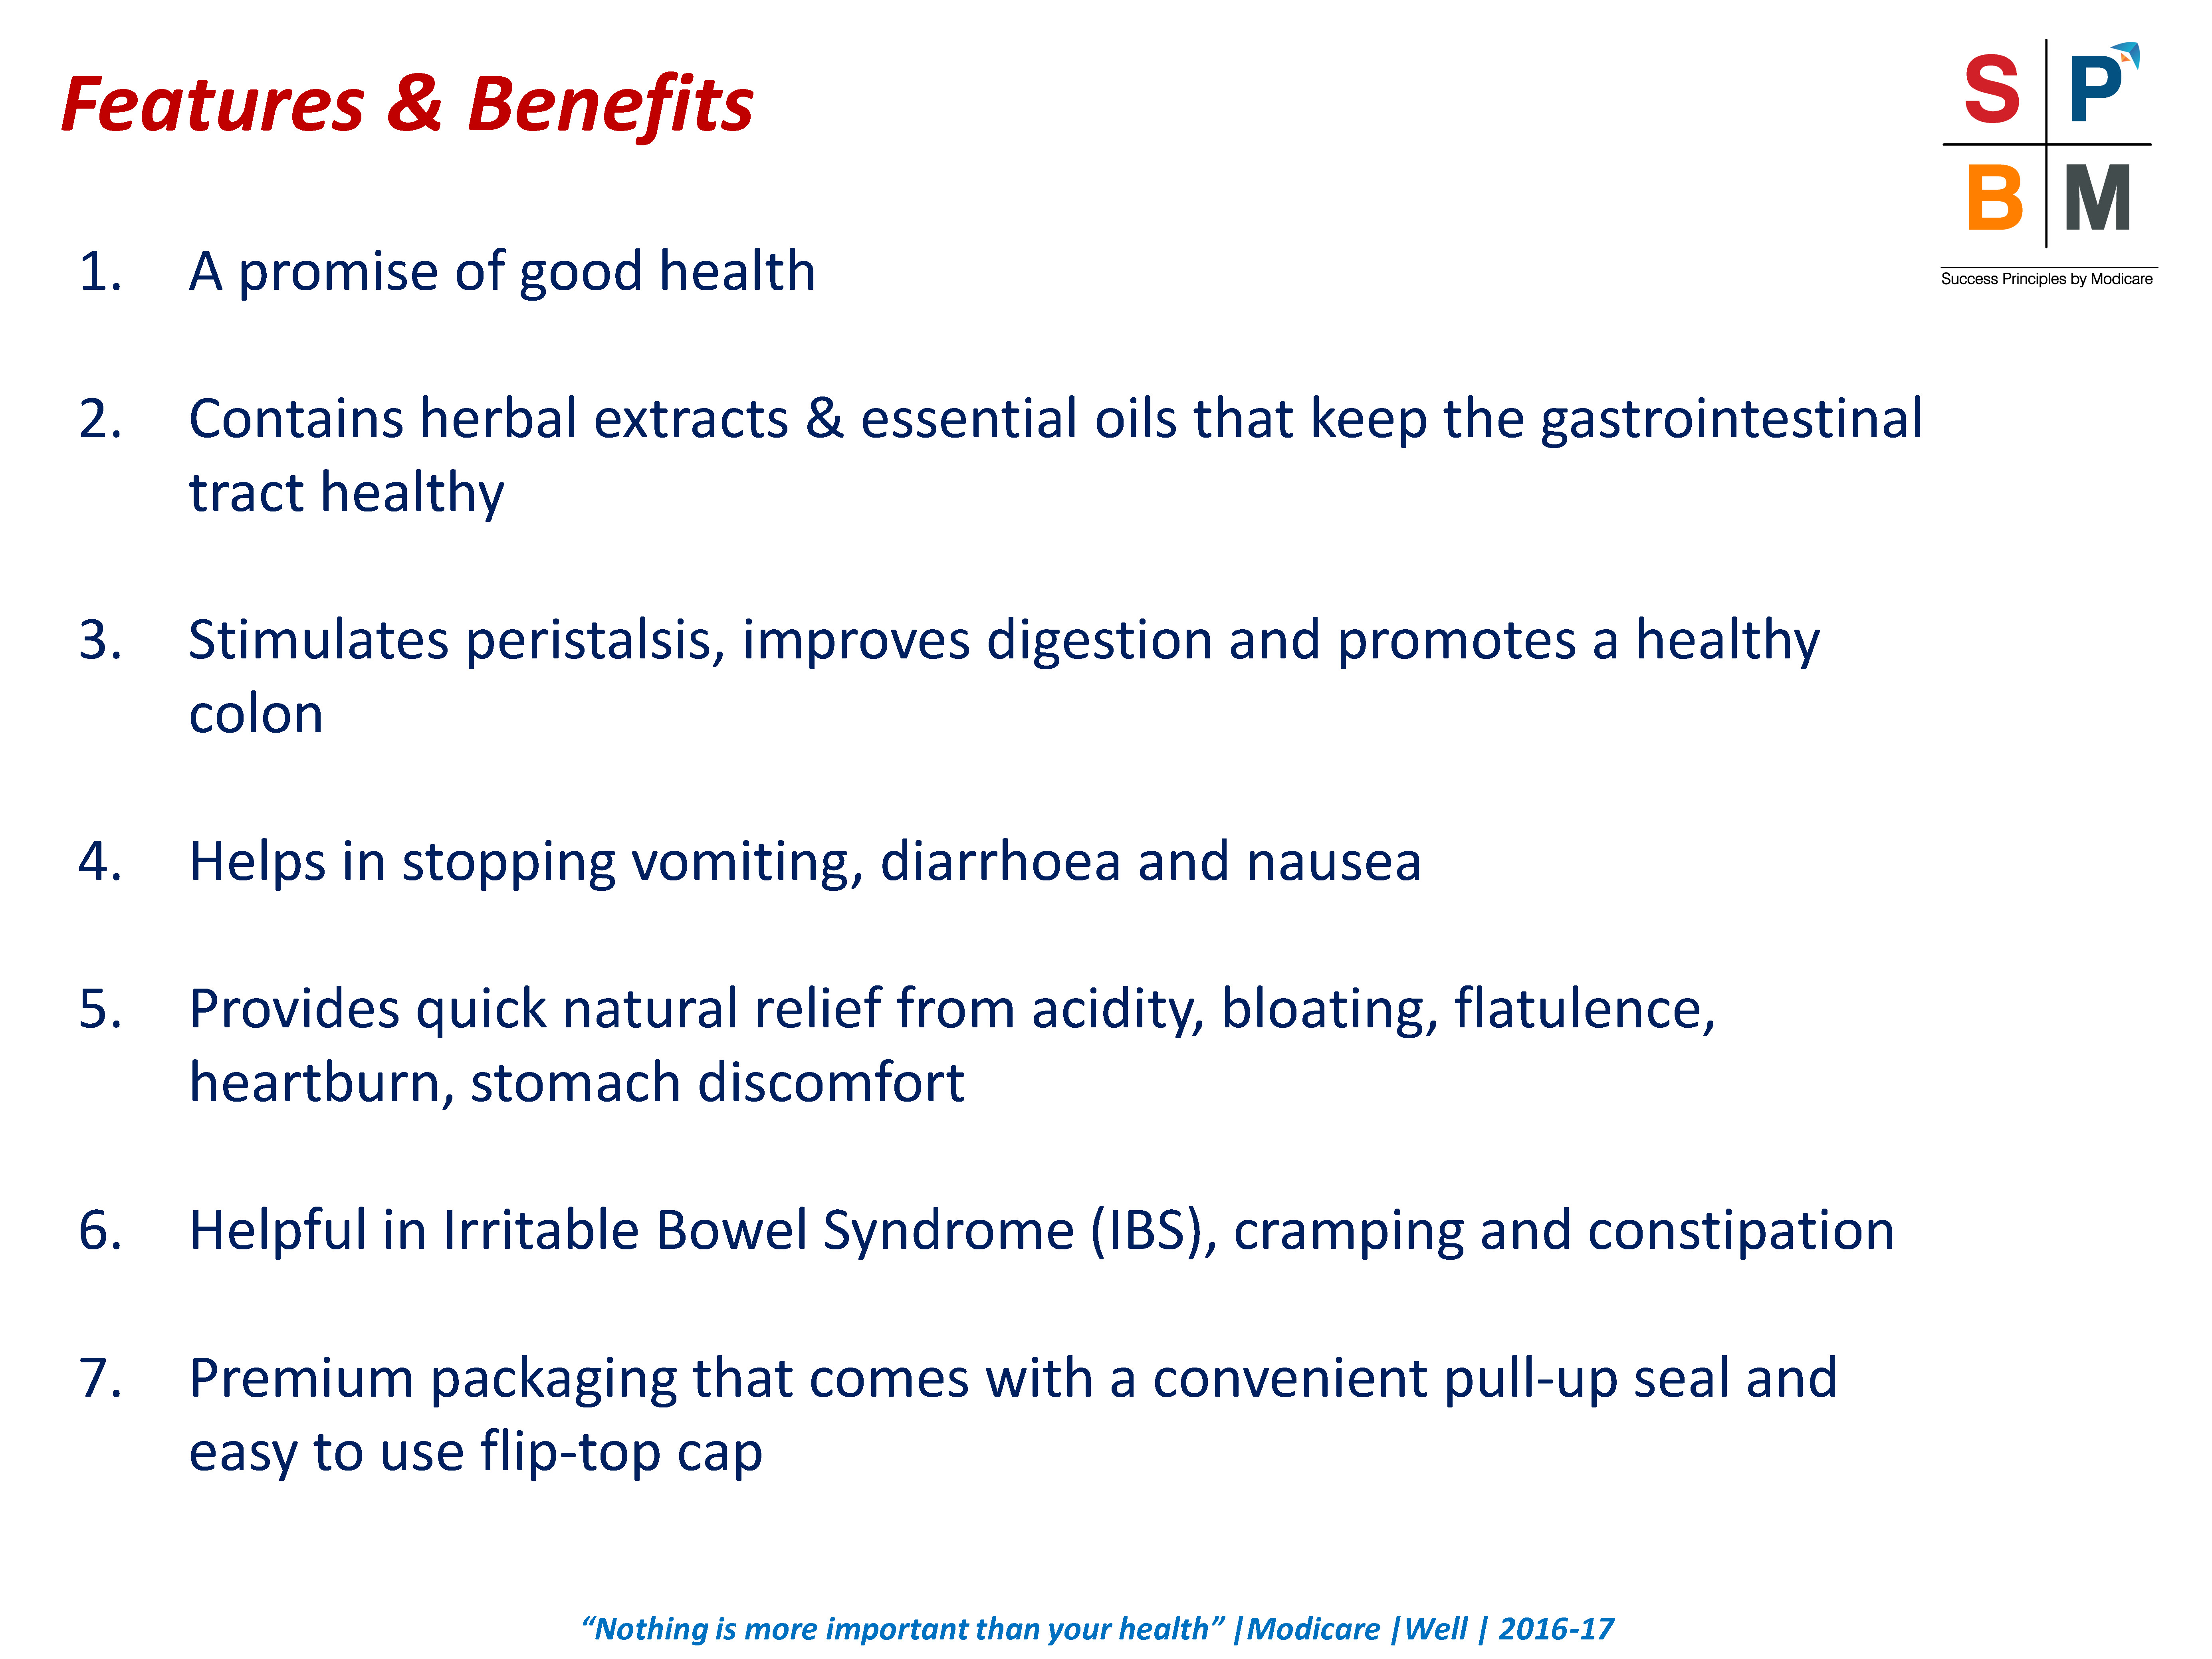 Features & Benefits
S P
B M
Success Principles by Modicare
1. A promise of good health
2. Contains herbal extracts & essential oils that keep the gastrointestinal
tract healthy
3. Stimulates peristalsis, improves digestion and promotes a healthy
colon
4. Helps in stopping vomiting, diarrhoea and nausea
5. Provides quick natural relief from acidity, bloating, flatulence,
heartburn, stomach discomfort
6. Helpful in Irritable Bowel Syndrome (IBS), cramping and constipation
7. Premium packaging that comes with a convenient pull-up seal and
easy to use flip-top cap
“Nothing is more important than your health” |Modicare |Well | 2016-17